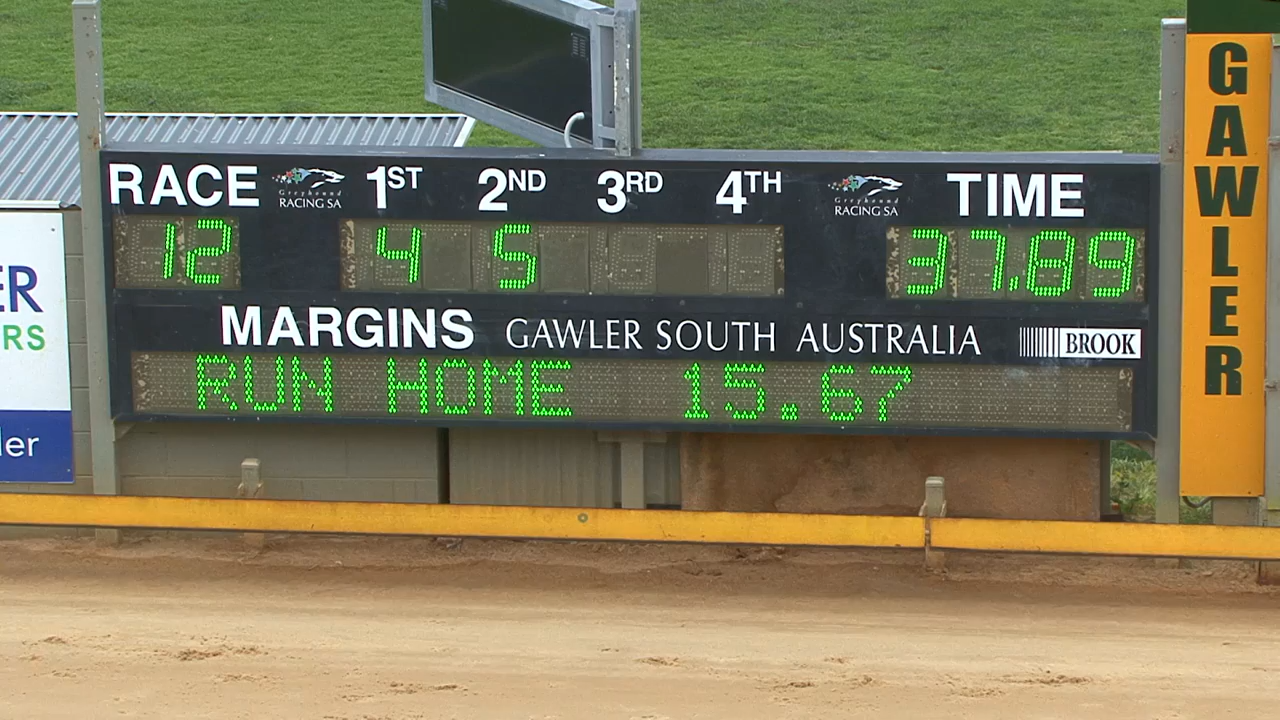 RACE 1ST 2ND 3RD 4TH TIME
Greyhound RACING SA
Greyhound RACING SA
12 4 5 37.89
MARGINS GAWLER SOUTH AUSTRALIA BROOK
RUN HOME 15.67
GAWLER
ER
RS
er